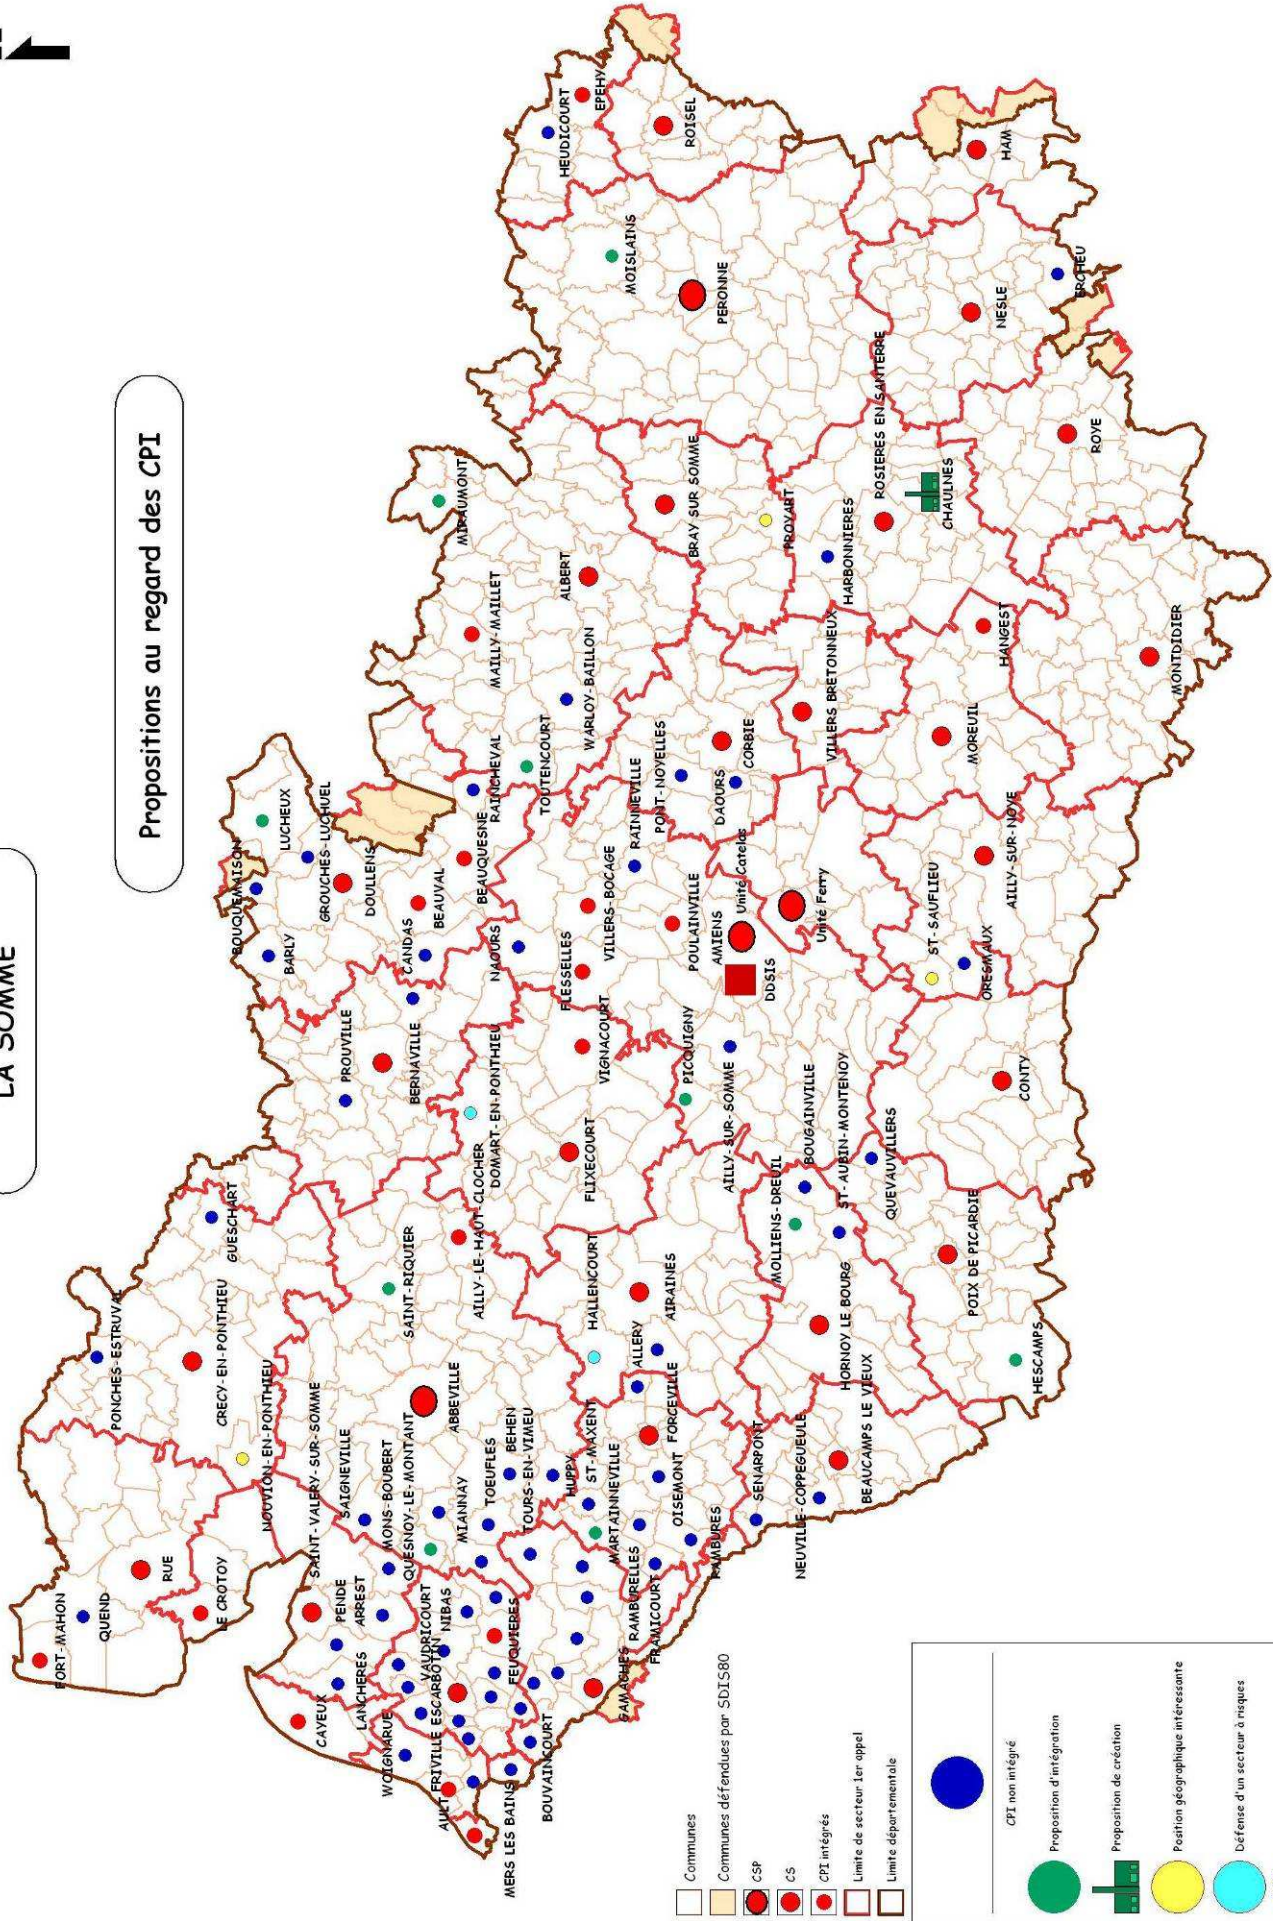 LA SOMME
Propositions au regard des CPI
FORT-MAHON
QUEND
RUE
LE CROTOY
PONCHES-ESTRUVAL
CRECY-EN-PONTHIEU
NOUVION-EN-PONTHIEU
GUESCHART
SAINT-VALERY-SUR-SOMME
SAIGNEVILLE
MONS-BOUBERT
QUESNOY-LE-MONTANT
MIANNAY
TOEUFLES
BEHEN
TOURS-EN-VIMEU
HUPPY
ABBEVILLE
SAINT-RIQUIER
AILLY-LE-HAUT-CLOCHER
CAYEUX
LANCHERES
PENDE
ARREST
WOIGNARUE
VAUDRICOURT
NIBAS
FRIVILLE ESCARBOTIN
FEUQUIERES
AULT
MERS LES BAINS
BOUVAINCOURT
GAMACHES
FRAMICOURT
RAMBURELLES
RAMBURES
MARTAINNEVILLE
ST-MAXENT
OISEMONT
FORCEVILLE
ALLERY
HALLENCOURT
AIRAINES
SENARPONT
NEUVILLE-COPPEGUEULE
BEAUCAMPS LE VIEUX
HORNOY LE BOURG
MOLLIENS-DREUIL
BOUGAINVILLE
ST-AUBIN-MONTENOY
QUEVAUVILLERS
POIX DE PICARDIE
HESCAMPS
CONTY
PROUVILLE
BERNAVILLE
DOMART-EN-PONTHIEU
FLIXECOURT
VIGNACOURT
FLESSELLES
PICQUIGNY
AILLY-SUR-SOMME
BOUQUEMAISON
BARLY
LUCHEUX
GROUCHES-LUCHUEL
DOULLENS
BEAUVAL
CANDAS
BEAUQUESNE
NAOURS
RAINCHEVAL
TOUTENCOURT
VILLERS-BOCAGE
RAINNEVILLE
POULAINVILLE
PONT-NOYELLES
DAOURS
CORBIE
AMIENS
Unité Catelas
Unité Ferry
DDSIS
ST-SAUFLIEU
ORESMAUX
AILLY-SUR-NOYE
MOREUIL
HANGEST
MONTDIDIER
VILLERS BRETONNEUX
WARLOY-BAILLON
MAILLY-MAILLET
ALBERT
MIRAUMONT
BRAY SUR SOMME
PROYART
HARBONNIERES
ROSIERES EN SANTERRE
CHAULNES
ROYE
NESLE
ERCHEU
HAM
PERONNE
MOISLAINS
HEUDICOURT
EPEHY
ROISEL
Communes
Communes défendues par SDIS80
CSP
CS
CPI intégrés
Limite de secteur 1er appel
Limite départementale
CPI non intégré
Proposition d'intégration
Proposition de création
Position géographique intéressante
Défense d'un secteur à risques